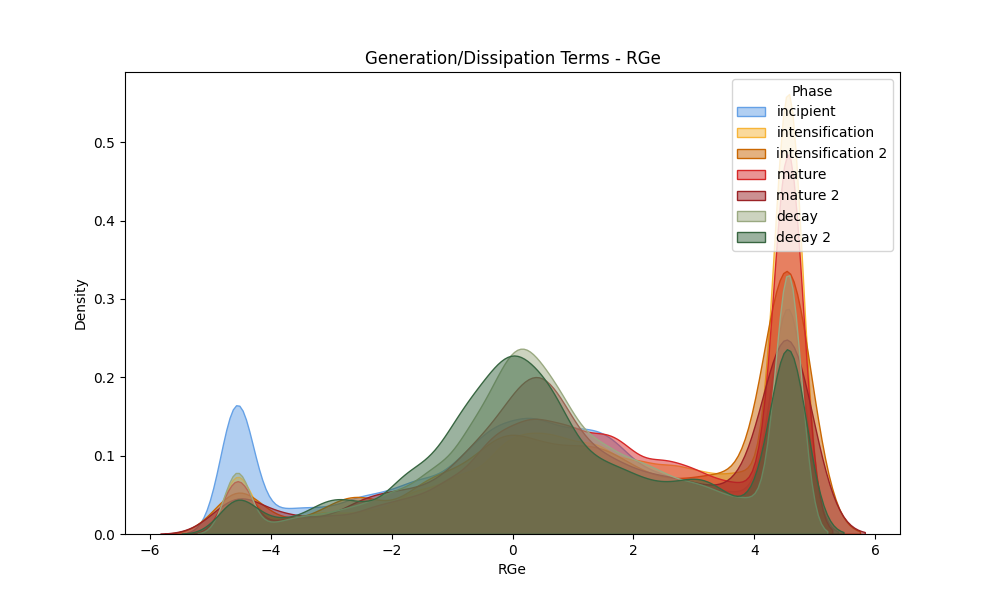 Generation/Dissipation Terms - RGe
Phase
incipient
intensification
intensification 2
mature
mature 2
decay
decay 2
Density
0.5
0.4
0.3
0.2
0.1
0.0
−6
−4
−2
0
2
4
6
RGe